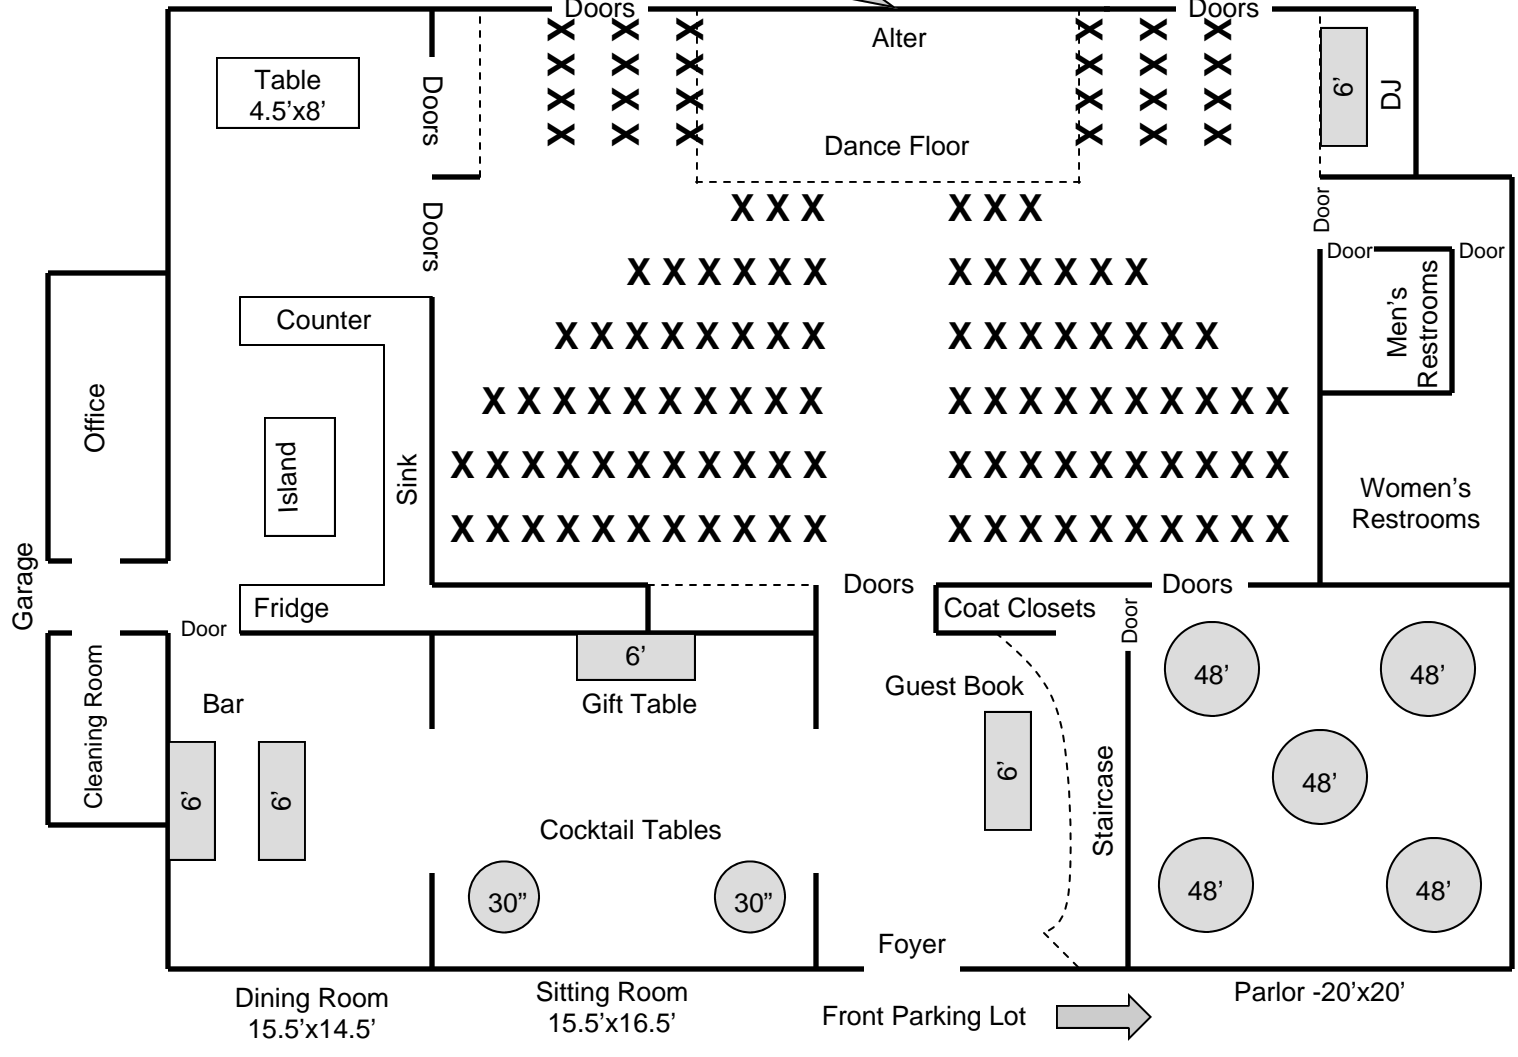 Doors
Doors
Alter
Table
4.5’x8’
Doors
6’
DJ
Dance Floor
X X X X X X
X X X X X X
X X X X X X
X X X X X X
Doors
Door
X X X X X X
Door
Door
X X X X X X X X X X X X
Men’s
Restrooms
Counter
X X X X X X X X X X X X X X X X
Office
X X X X X X X X X X X X X X X X X X X X
Island
Sink
X X X X X X X X X X X X X X X X X X X X X
Women’s
Restrooms
X X X X X X X X X X X X X X X X X X X X X
Garage
Doors
Doors
Fridge
Coat Closets
Door
Door
6’
Gift Table
Guest Book
48’
48’
Cleaning Room
Bar
6’
6’
6’
Staircase
48’
Cocktail Tables
30”
30”
48’
48’
Foyer
Dining Room
15.5’x14.5’
Sitting Room
15.5’x16.5’
Front Parking Lot
Parlor -20’x20’